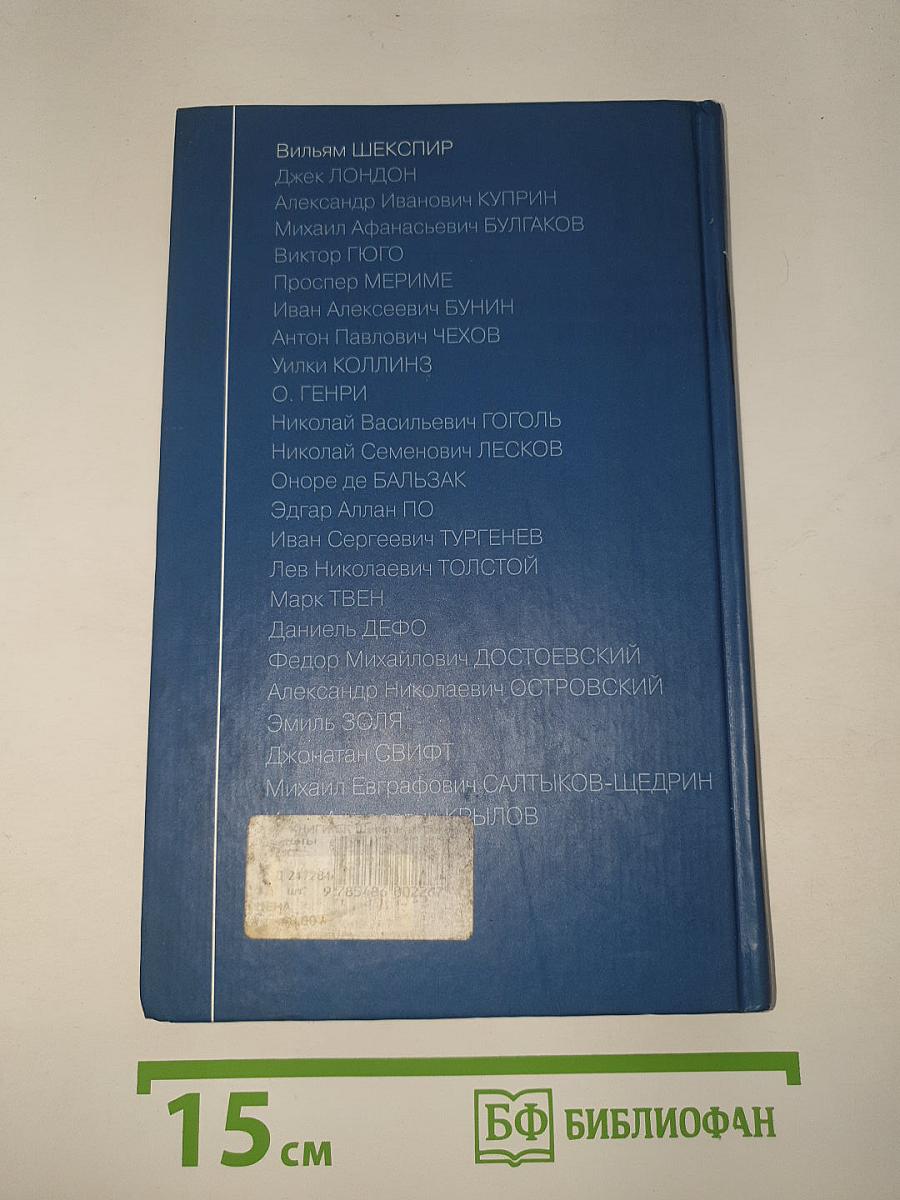 Вильям ШЕКСПИР
Джек ЛОНДОН
Александр Иванович КУПРИН
Михаил Афанасьевич БУЛГАКОВ
Виктор ГЮГО
Проспер МЕРИМЕ
Иван Алексеевич БУНИН
Антон Павлович ЧЕХОВ
Уилки КОЛЛИНЗ
О. ГЕНРИ
Николай Васильевич ГОГОЛЬ
Николай Семенович ЛЕСКОВ
Оноре де БАЛЬЗАК
Эдгар Аллан ПО
Иван Сергеевич ТУРГЕНЕВ
Лев Николаевич ТОЛСТОЙ
Марк ТВЕН
Даниель ДЕФО
Федор Михайлович ДОСТОЕВСКИЙ
Александр Николаевич ОСТРОВСКИЙ
Эмиль ЗОЛЯ
Джонатан СВИФТ
Михаил Евграфович САЛТЫКОВ-ЩЕДРИН
КРЫЛОВ
ЦЕНА
15 см
БФ БИБЛИОФАН